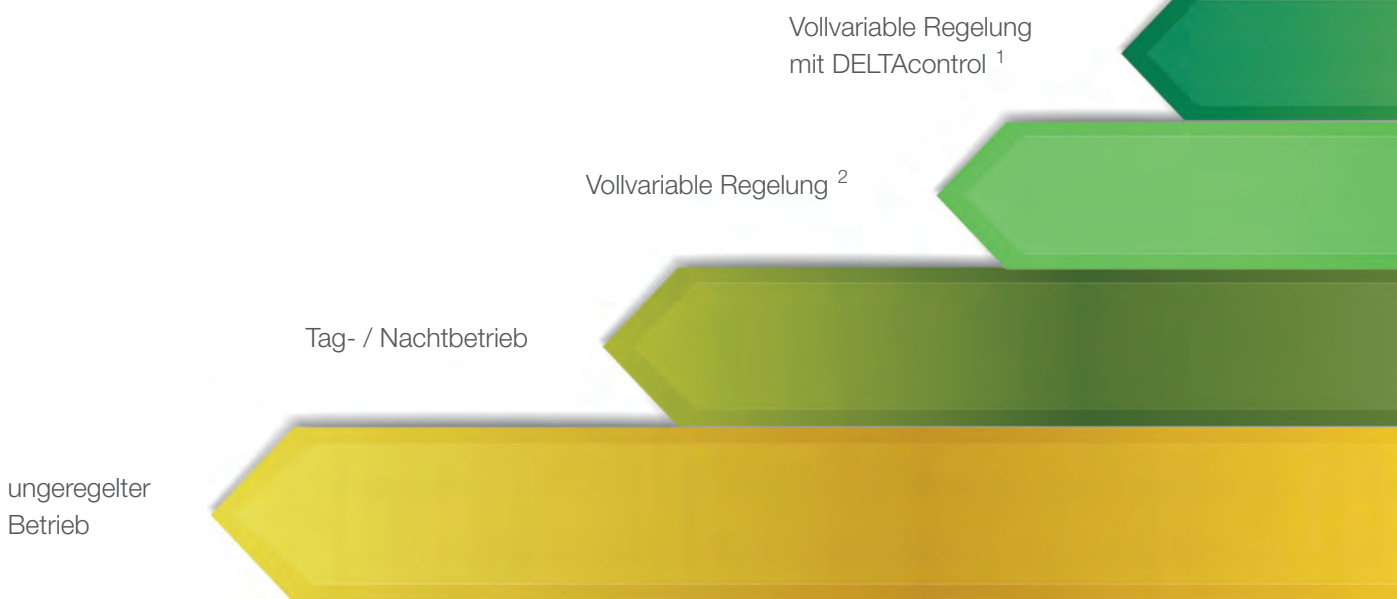 Vollvariable Regelung
mit DELTAcontrol ¹
Vollvariable Regelung ²
Tag- / Nachtbetrieb
ungeregelter
Betrieb